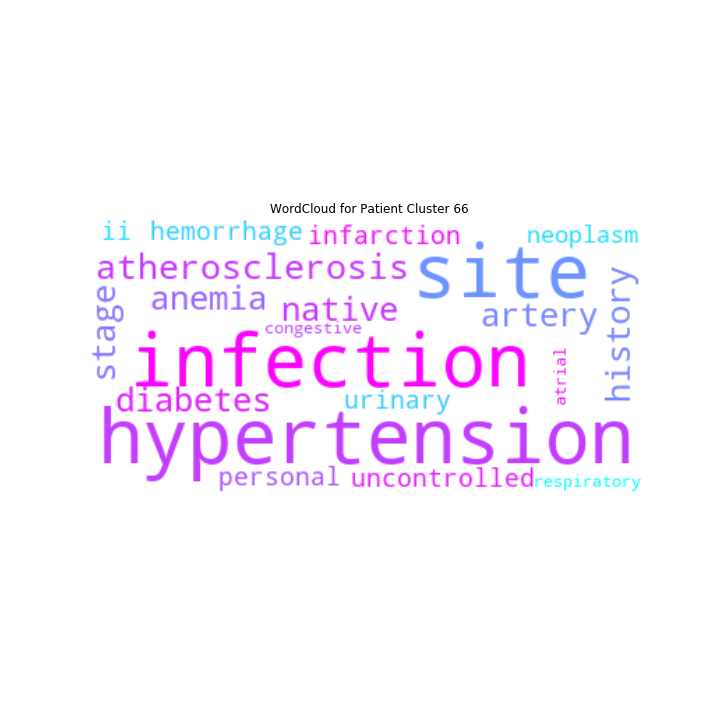 WordCloud for Patient Cluster 66
ii hemorrhage infarction neoplasm
atherosclerosis site
anemia native artery
stage
history
congestive
infection
atrial
diabetes urinary
hypertension
personal uncontrolled respiratory